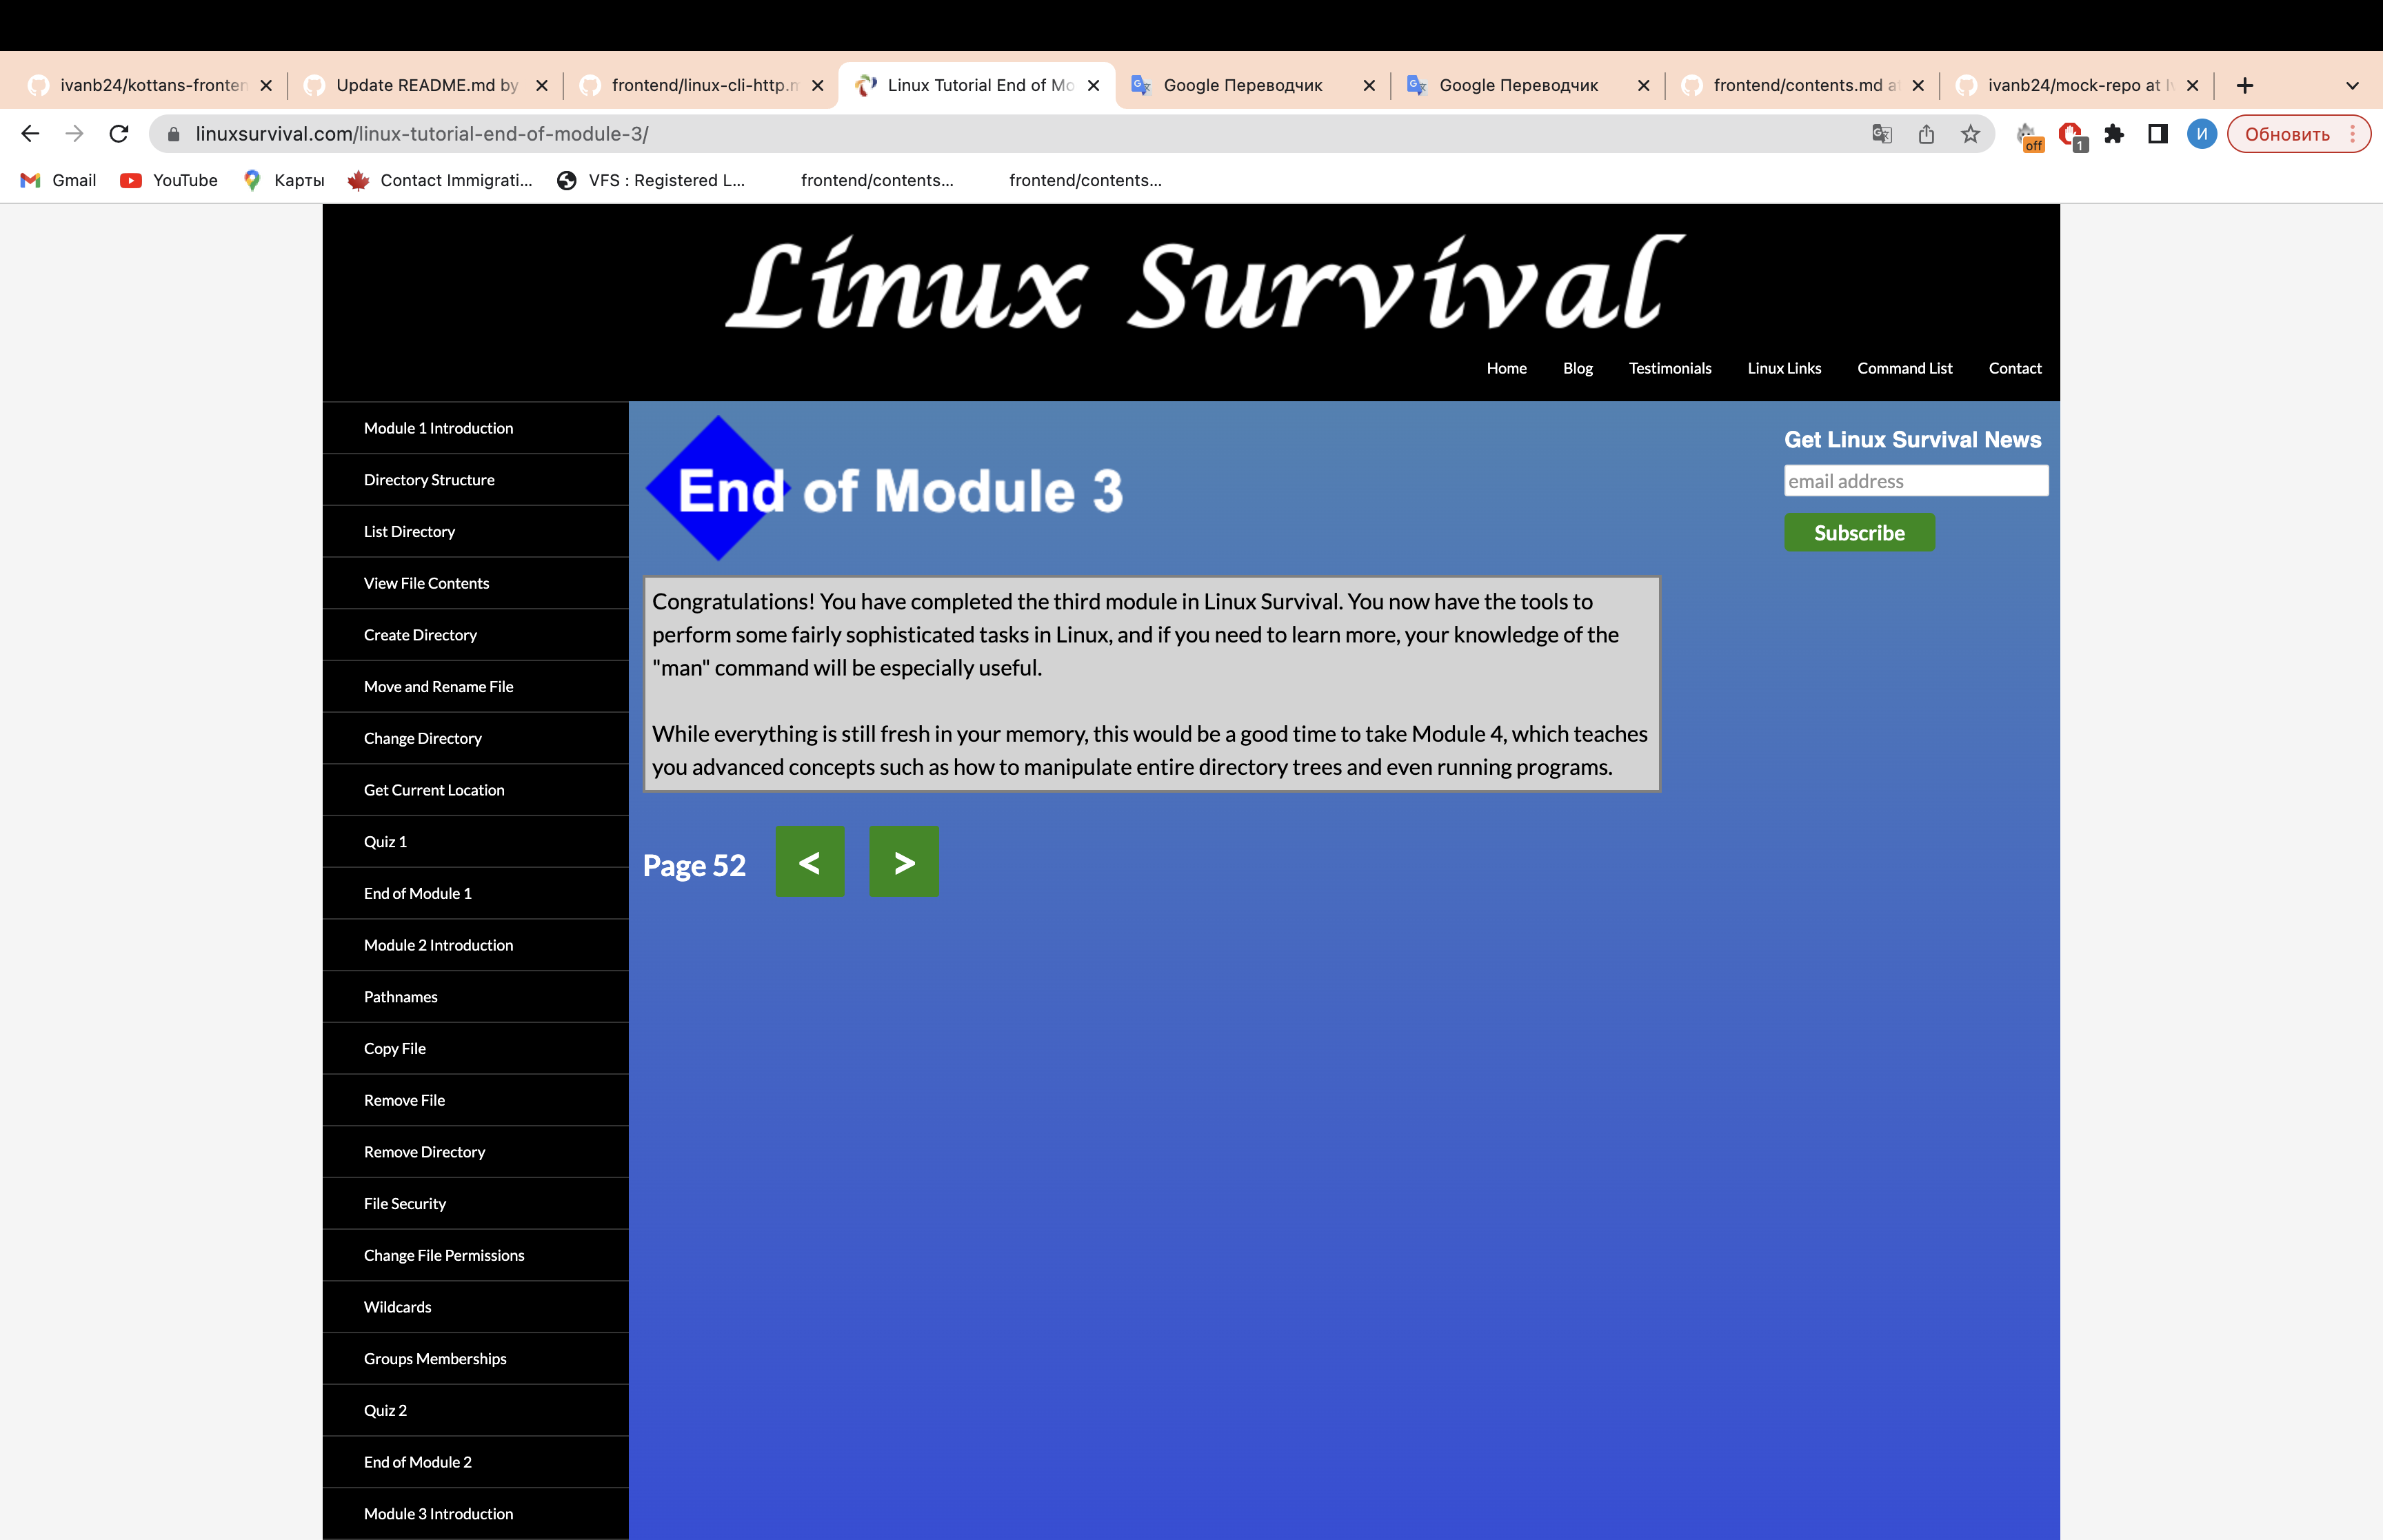 ivanb24/kottans-fronten
Update README.md by
frontend/linux-cli-http.m
Linux Tutorial End of Mo
Google Переводчик
Google Переводчик
frontend/contents.md at
ivanb24/mock-repo at Iv
linuxsurvival.com/linux-tutorial-end-of-module-3/
off
1
И
Обновить
Gmail
YouTube
Карты
Contact Immigrati...
VFS : Registered L...
frontend/contents...
frontend/contents...
Linux Survival
Home
Blog
Testimonials
Linux Links
Command List
Contact
Module 1 Introduction
Directory Structure
List Directory
View File Contents
Create Directory
Move and Rename File
Change Directory
Get Current Location
Quiz 1
End of Module 1
Module 2 Introduction
Pathnames
Copy File
Remove File
Remove Directory
File Security
Change File Permissions
Wildcards
Groups Memberships
Quiz 2
End of Module 2
Module 3 Introduction
End of Module 3
Congratulations! You have completed the third module in Linux Survival. You now have the tools to
perform some fairly sophisticated tasks in Linux, and if you need to learn more, your knowledge of the
"man" command will be especially useful.
While everything is still fresh in your memory, this would be a good time to take Module 4, which teaches
you advanced concepts such as how to manipulate entire directory trees and even running programs.
Page 52
<
>
Get Linux Survival News
email address
Subscribe